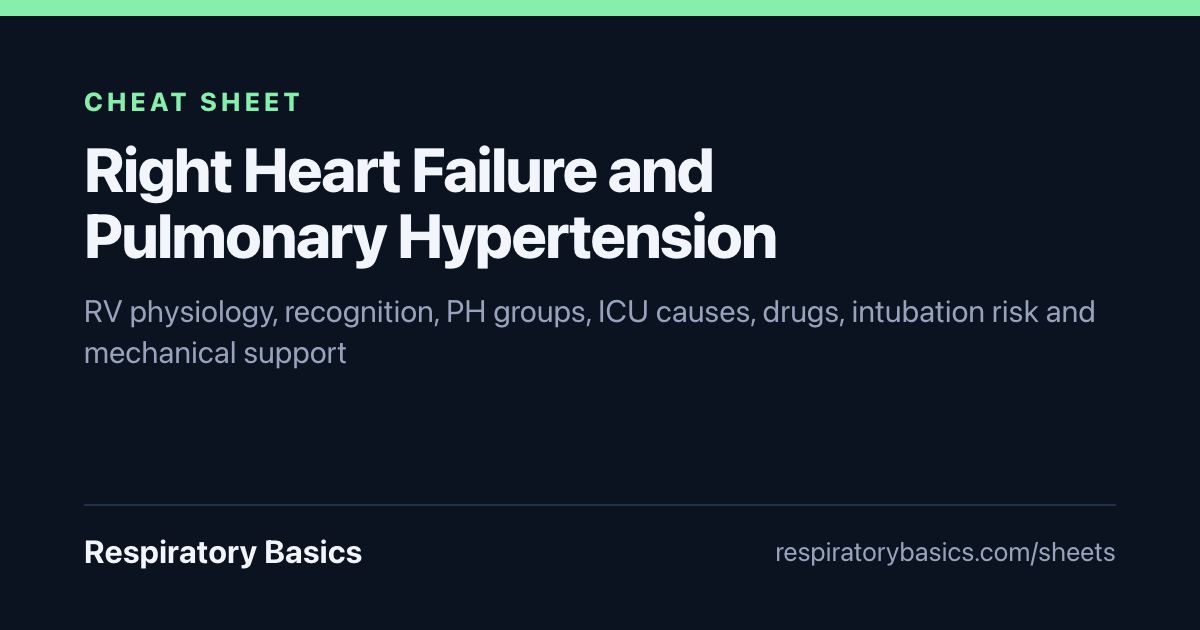 CHEAT SHEET
Right Heart Failure and
Pulmonary Hypertension
RV physiology, recognition, PH groups, ICU causes, drugs, intubation risk and
mechanical support
Respiratory Basics
respiratorybasics.com/sheets